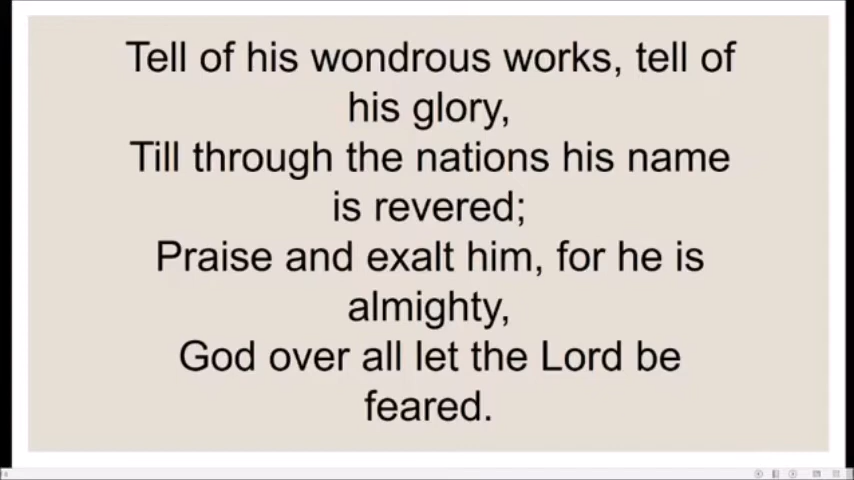 Tell of his wondrous works, tell of
his glory,
Till through the nations his name
is revered;
Praise and exalt him, for he is
almighty,
God over all let the Lord be
feared.